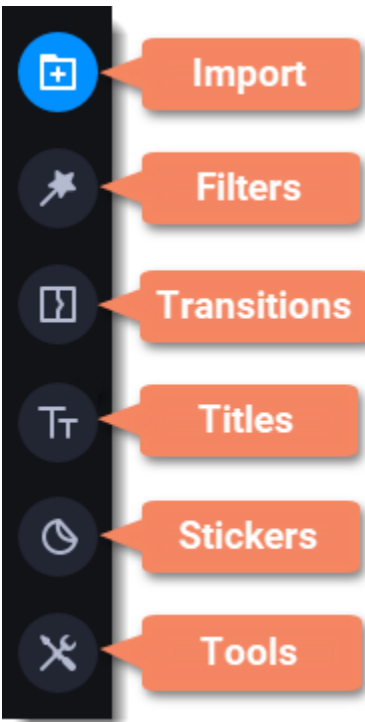 Import
Filters
Transitions
Titles
Stickers
Tools